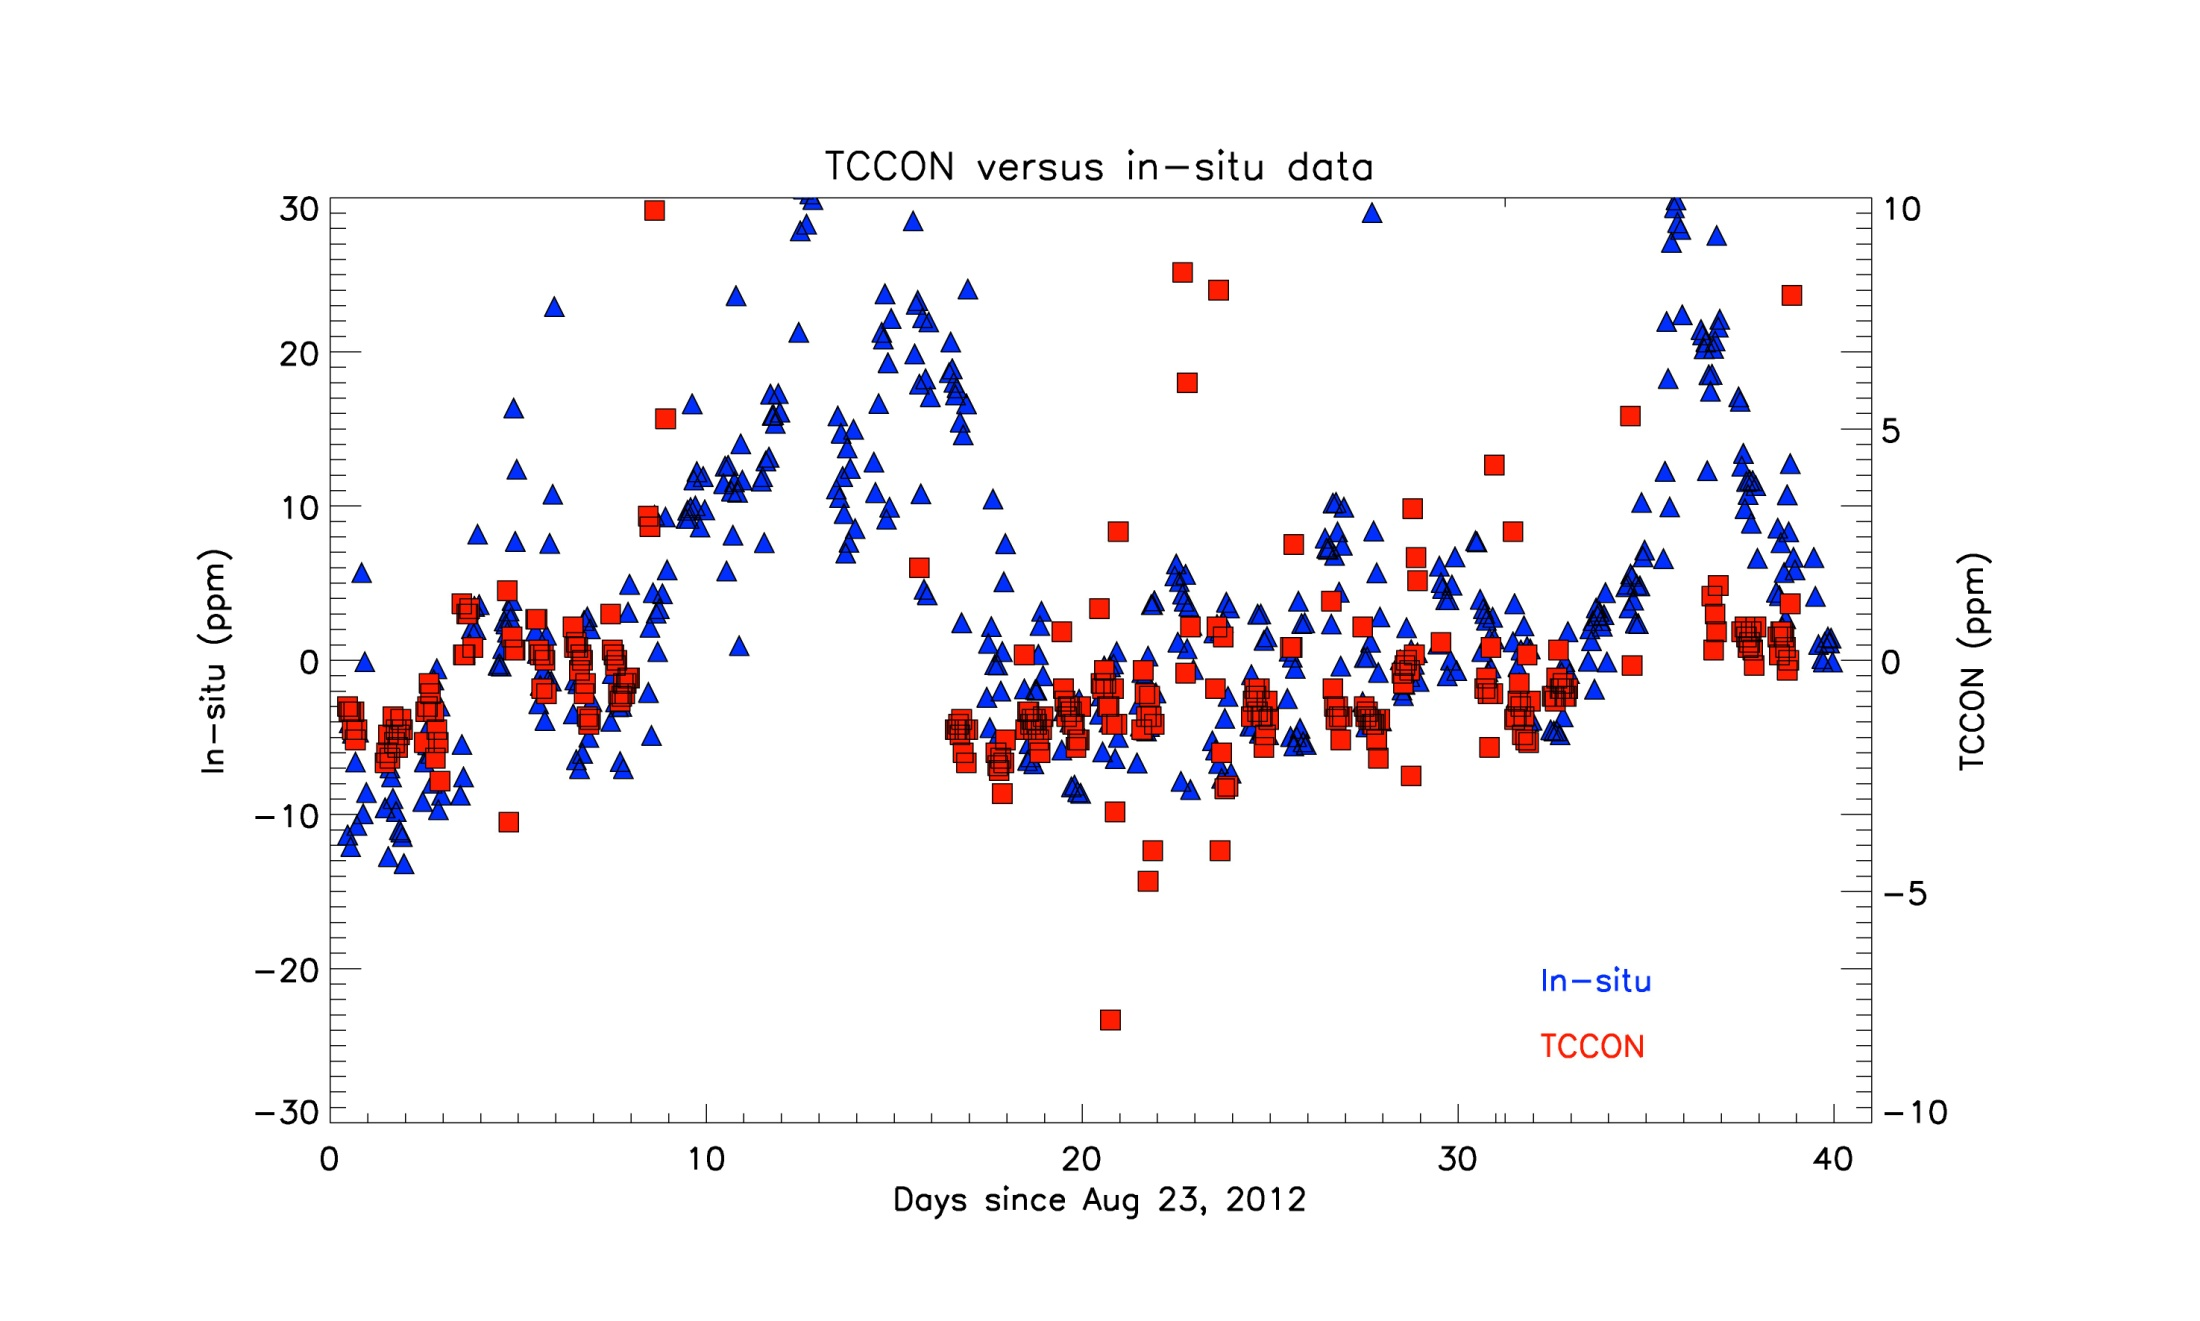 TCCON versus in-situ data
30
20
10
0
-10
-20
-30
In-situ (ppm)
10
5
0
-5
-10
TCCON (ppm)
In-situ
TCCON
0 10 20 30 40
Days since Aug 23, 2012